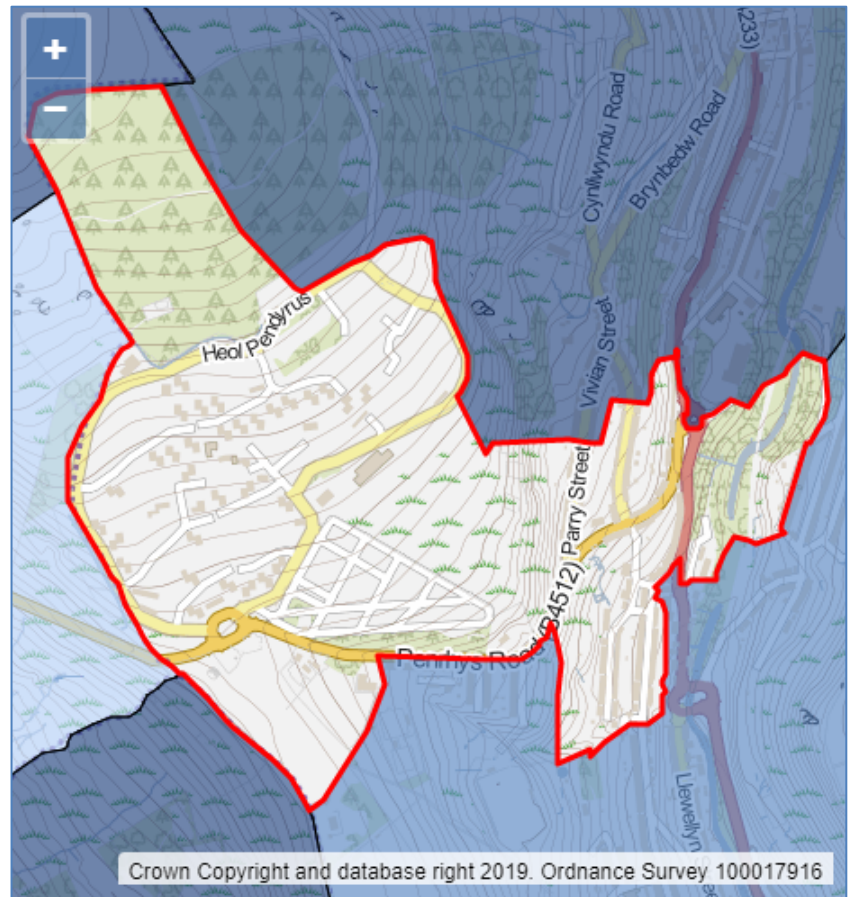 +
−
233)
Cynllwyndu Road
Brynbedw Road
Heol Pendyrus
Vivian Street
Parry Street
Penrhys Road (B4512)
Llewellyn
Crown Copyright and database right 2019. Ordnance Survey 100017916